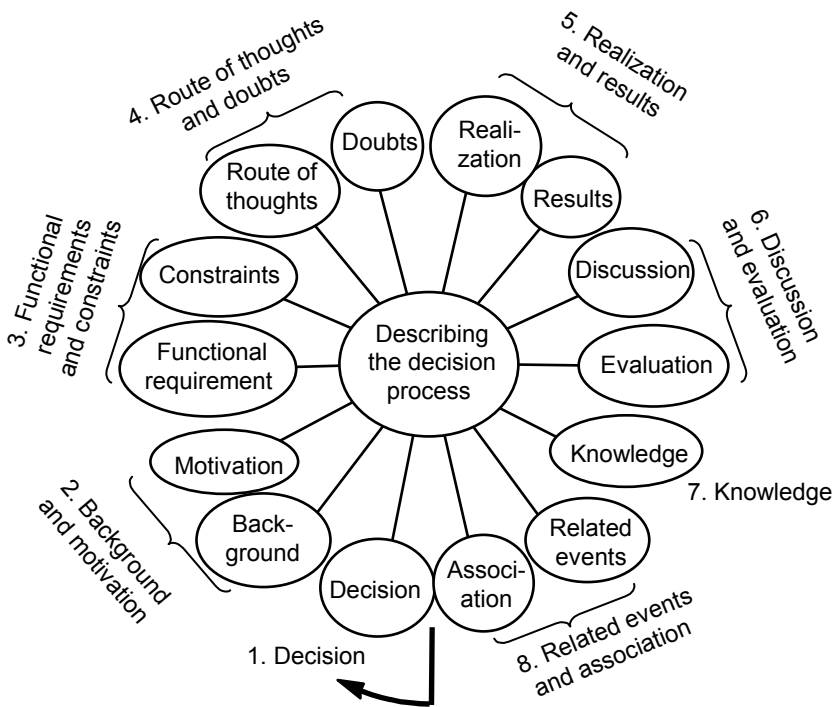 4. Route of thoughts
and doubts
5. Realization
and results
Doubts
Reali-
zation
Route of
thoughts
Results
3. Functional
requirements
and constraints
Constraints
Discussion
6. Discussion
and evaluation
Describing
the decision
process
Functional
requirement
Evaluation
Motivation
Knowledge
7. Knowledge
2. Background
and motivation
Back-
ground
Related
events
Decision
Associ-
ation
1. Decision
8. Related events
and association